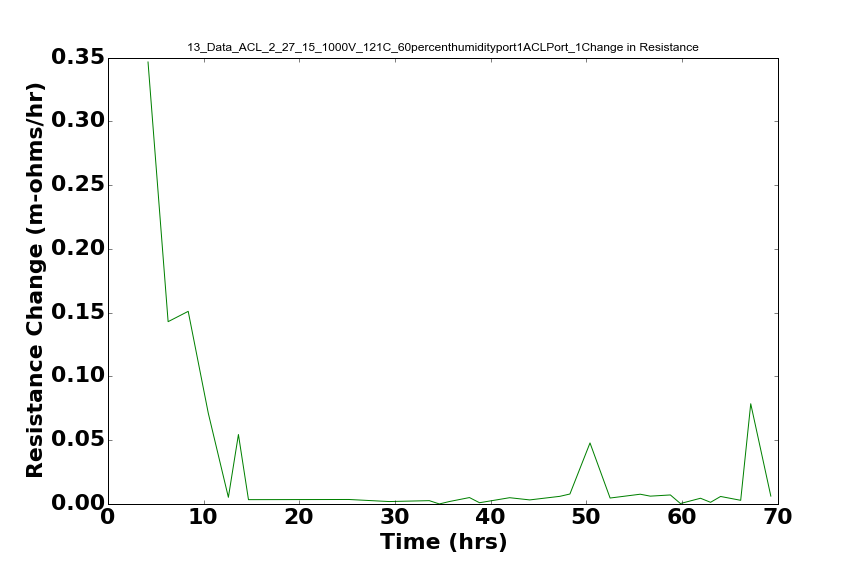 13_Data_ACL_2_27_15_1000V_121C_60percenthumidityport1ACLPort_1Change in Resistance
Resistance Change (m-ohms/hr)
0.35
0.30
0.25
0.20
0.15
0.10
0.05
0.00
0 10 20 30 40 50 60 70
Time (hrs)